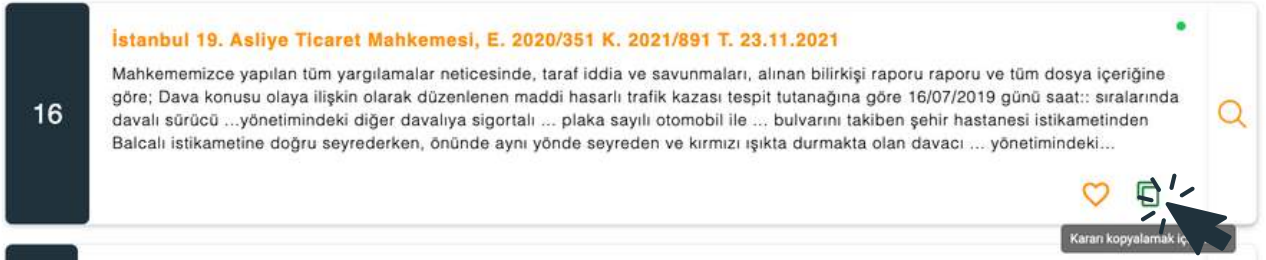 16
İstanbul 19. Asliye Ticaret Mahkemesi, E. 2020/351 K. 2021/891 T. 23.11.2021
Mahkememizce yapılan tüm yargılamalar neticesinde, taraf iddia ve savunmaları, alınan bilirkişi raporu raporu ve tüm dosya içeriğine
göre; Dava konusu olaya ilişkin olarak düzenlenen maddi hasarlı trafik kazası tespit tutanağına göre 16/07/2019 günü saat:: sıralarında
davalı sürücü ...yönetimindeki diğer davalıya sigortalı ... plaka sayılı otomobil ile ... bulvarını takiben şehir hastanesi istikametinden
Balcalı istikametine doğru seyrederken, önünde aynı yönde seyreden ve kırmızı ışıkta durmakta olan davacı ... yönetimindeki...
Kararı kopyalamak